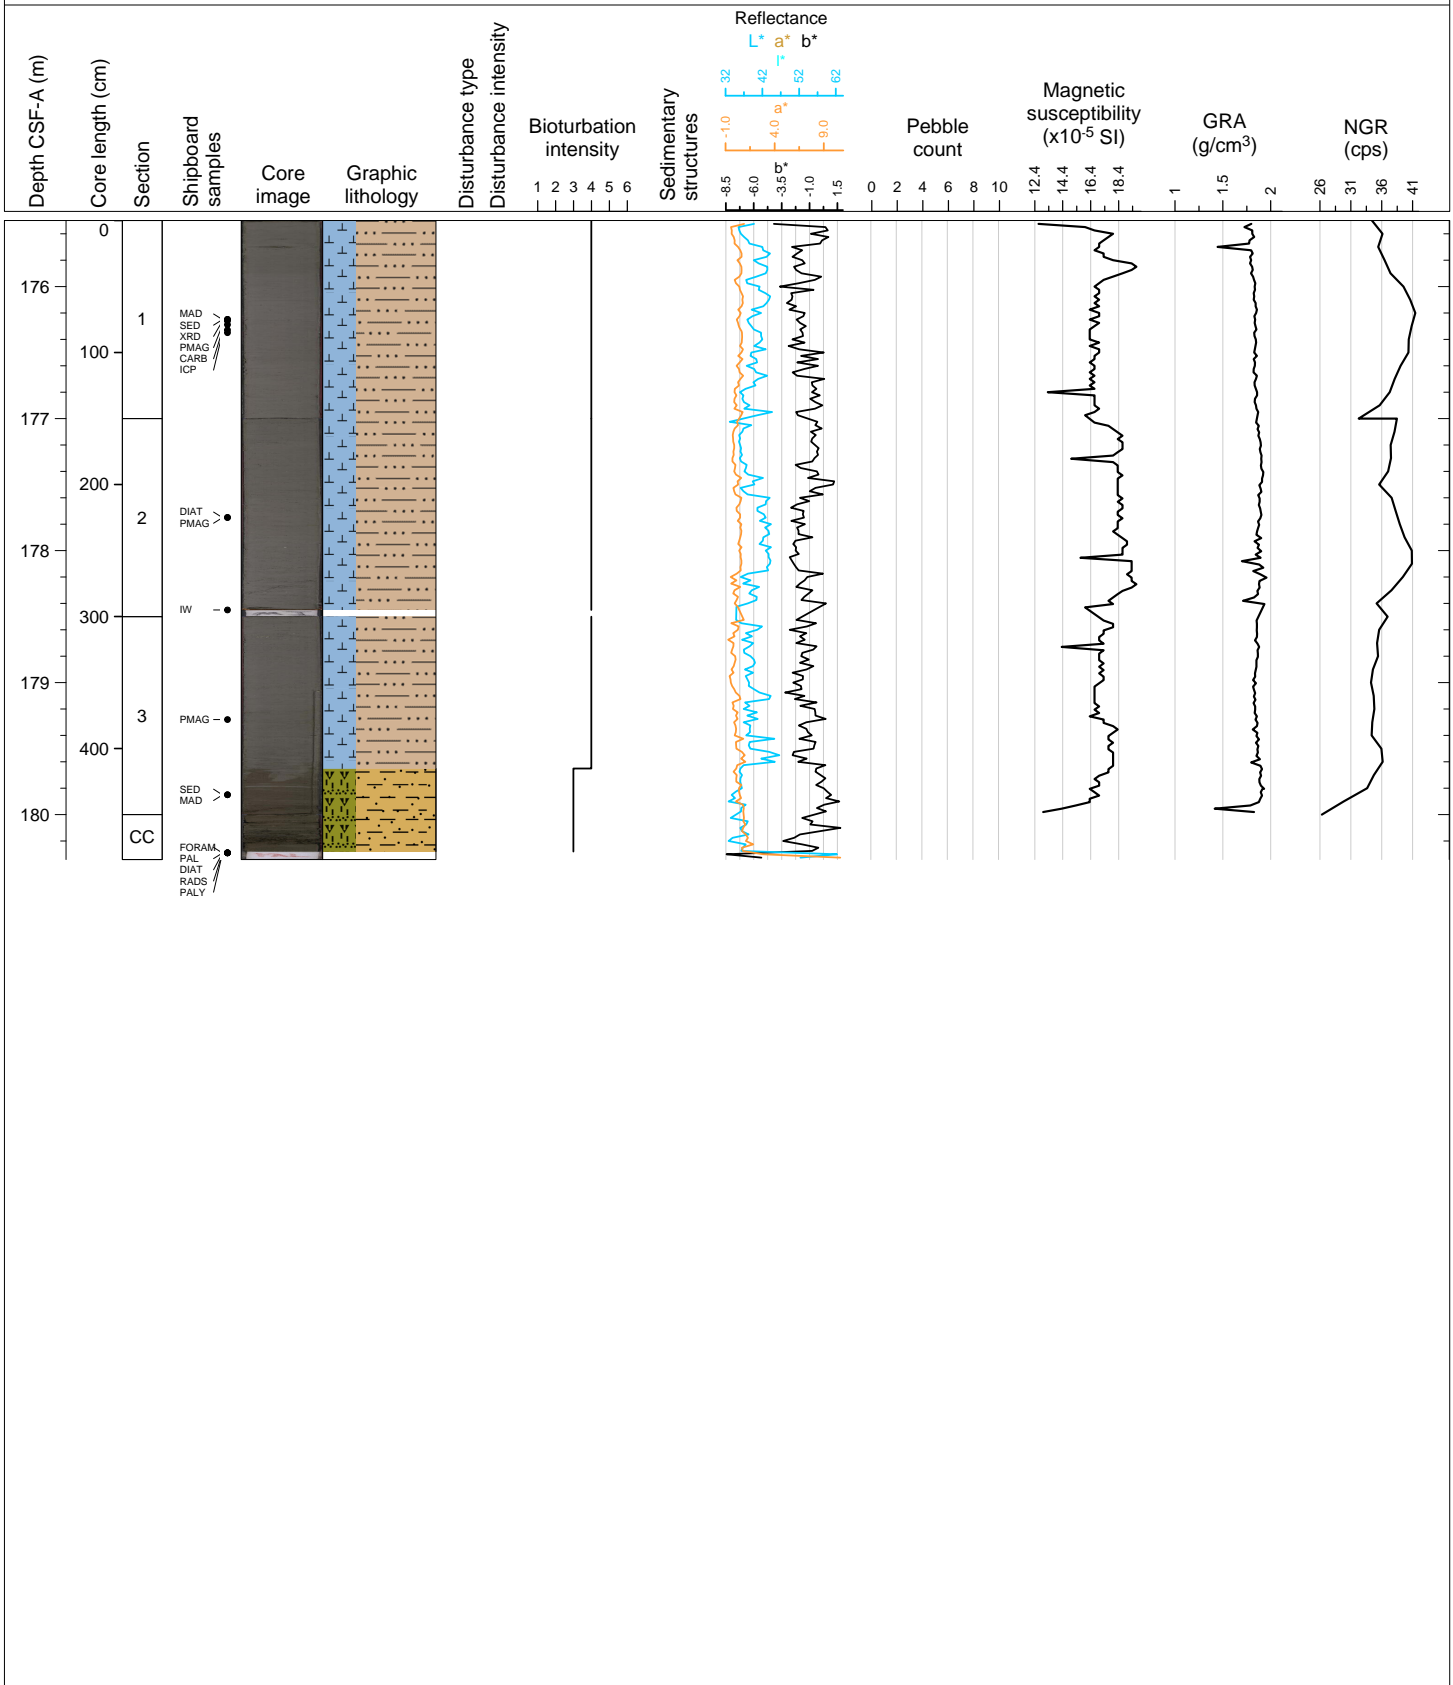 Depth CSF-A (m)
Core length (cm)
Section
Shipboard
samples
Core
image
Graphic
lithology
Disturbance type
Disturbance intensity
Bioturbation
intensity
1 2 3 4 5 6
Sedimentary
structures
Reflectance
L* a* b*
l*
32 42 52 62
a*
-1.0 4.0 9.0
b*
-8.5 -6.0 -3.5 -1.0 1.5
Pebble
count
0 2 4 6 8 10
Magnetic
susceptibility
(x10-5 SI)
12.4 14.4 16.4 18.4
GRA
(g/cm3)
1 1.5 2
NGR
(cps)
26 31 36 41
0
176
1
MAD
SED
XRD
PMAG
CARB
ICP
100
177
200
2
DIAT
PMAG
178
IW
300
179
3
PMAG
400
SED
MAD
180
CC
FORAM
PAL
DIAT
RADS
PALY